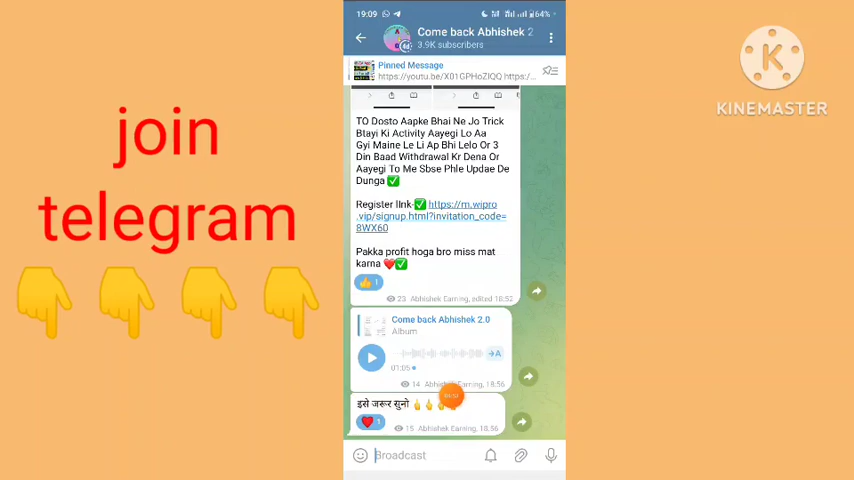 join
telegram
19:09
64%
Come back Abhishek 2
3.9K subscribers
Pinned Message
https://youtu.be/X01GPHoZIQQ https:/...
TO Dosto Aapke Bhai Ne Jo Trick
Btayi Ki Activity Aayegi Lo Aa
Gyi Maine Le Li Ap Bhi Lelo Or 3
Din Baad Withdrawal Kr Dena Or
Aayegi To Me Sbse Phle Updae De
Dunga ✅
Register lInk-✅ https://m.wipro
.vip/signup.html?invitation_code=
8WX60
Pakka profit hoga bro miss mat
karna ❤️✅
👍 1
23 Abhishek Earning, edited 18:52
Come back Abhishek 2.0
Album
→A
01:05
14 Abhishek Earning, 18:56
इसे जरूर सुनो
❤️ 1
15 Abhishek Earning, 18:56
Broadcast
K
KINEMASTER